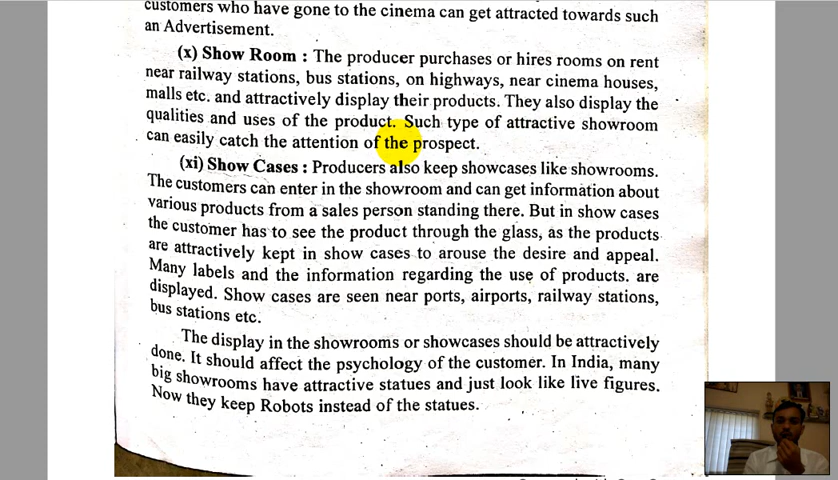 customers who have gone to the cinema can get attracted towards such
an Advertisement.
(x) Show Room : The producer purchases or hires rooms on rent
near railway stations, bus stations, on highways, near cinema houses,
malls etc. and attractively display their products. They also display the
qualities and uses of the product. Such type of attractive showroom
can easily catch the attention of the prospect.
(xi) Show Cases : Producers also keep showcases like showrooms.
The customers can enter in the showroom and can get information about
various products from a sales person standing there. But in show cases
the customer has to see the product through the glass, as the products
are attractively kept in show cases to arouse the desire and appeal.
Many labels and the information regarding the use of products. are
displayed. Show cases are seen near ports, airports, railway stations,
bus stations etc.
The display in the showrooms or showcases should be attractively
done. It should affect the psychology of the customer. In India, many
big showrooms have attractive statues and just look like live figures.
Now they keep Robots instead of the statues.